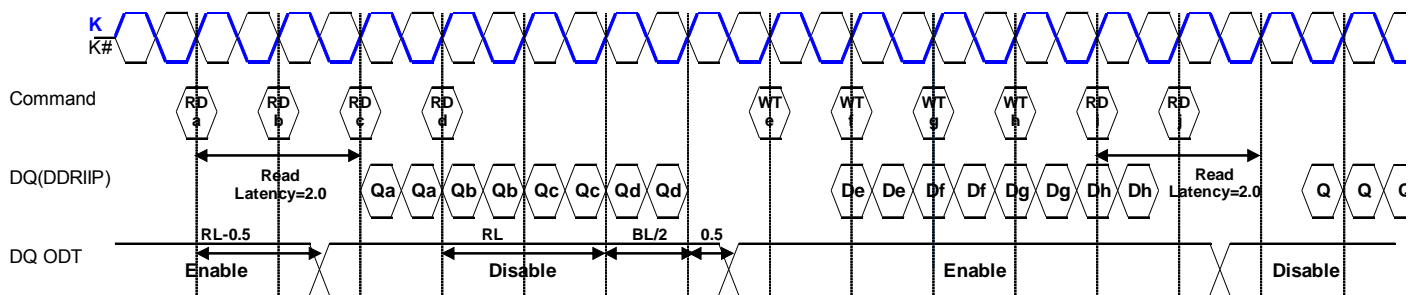 K
K#
Command
RD a RD b RD c RD d WT e WT f WT g WT h RD i RD j
Read Latency=2.0
Read Latency=2.0
DQ(DDRIIP)
Qa Qa Qb Qb Qc Qc Qd Qd De De Df Df Dg Dg Dh Dh Q Q Q
RL-0.5 RL BL/2 0.5
DQ ODT
Enable Disable Enable Disable